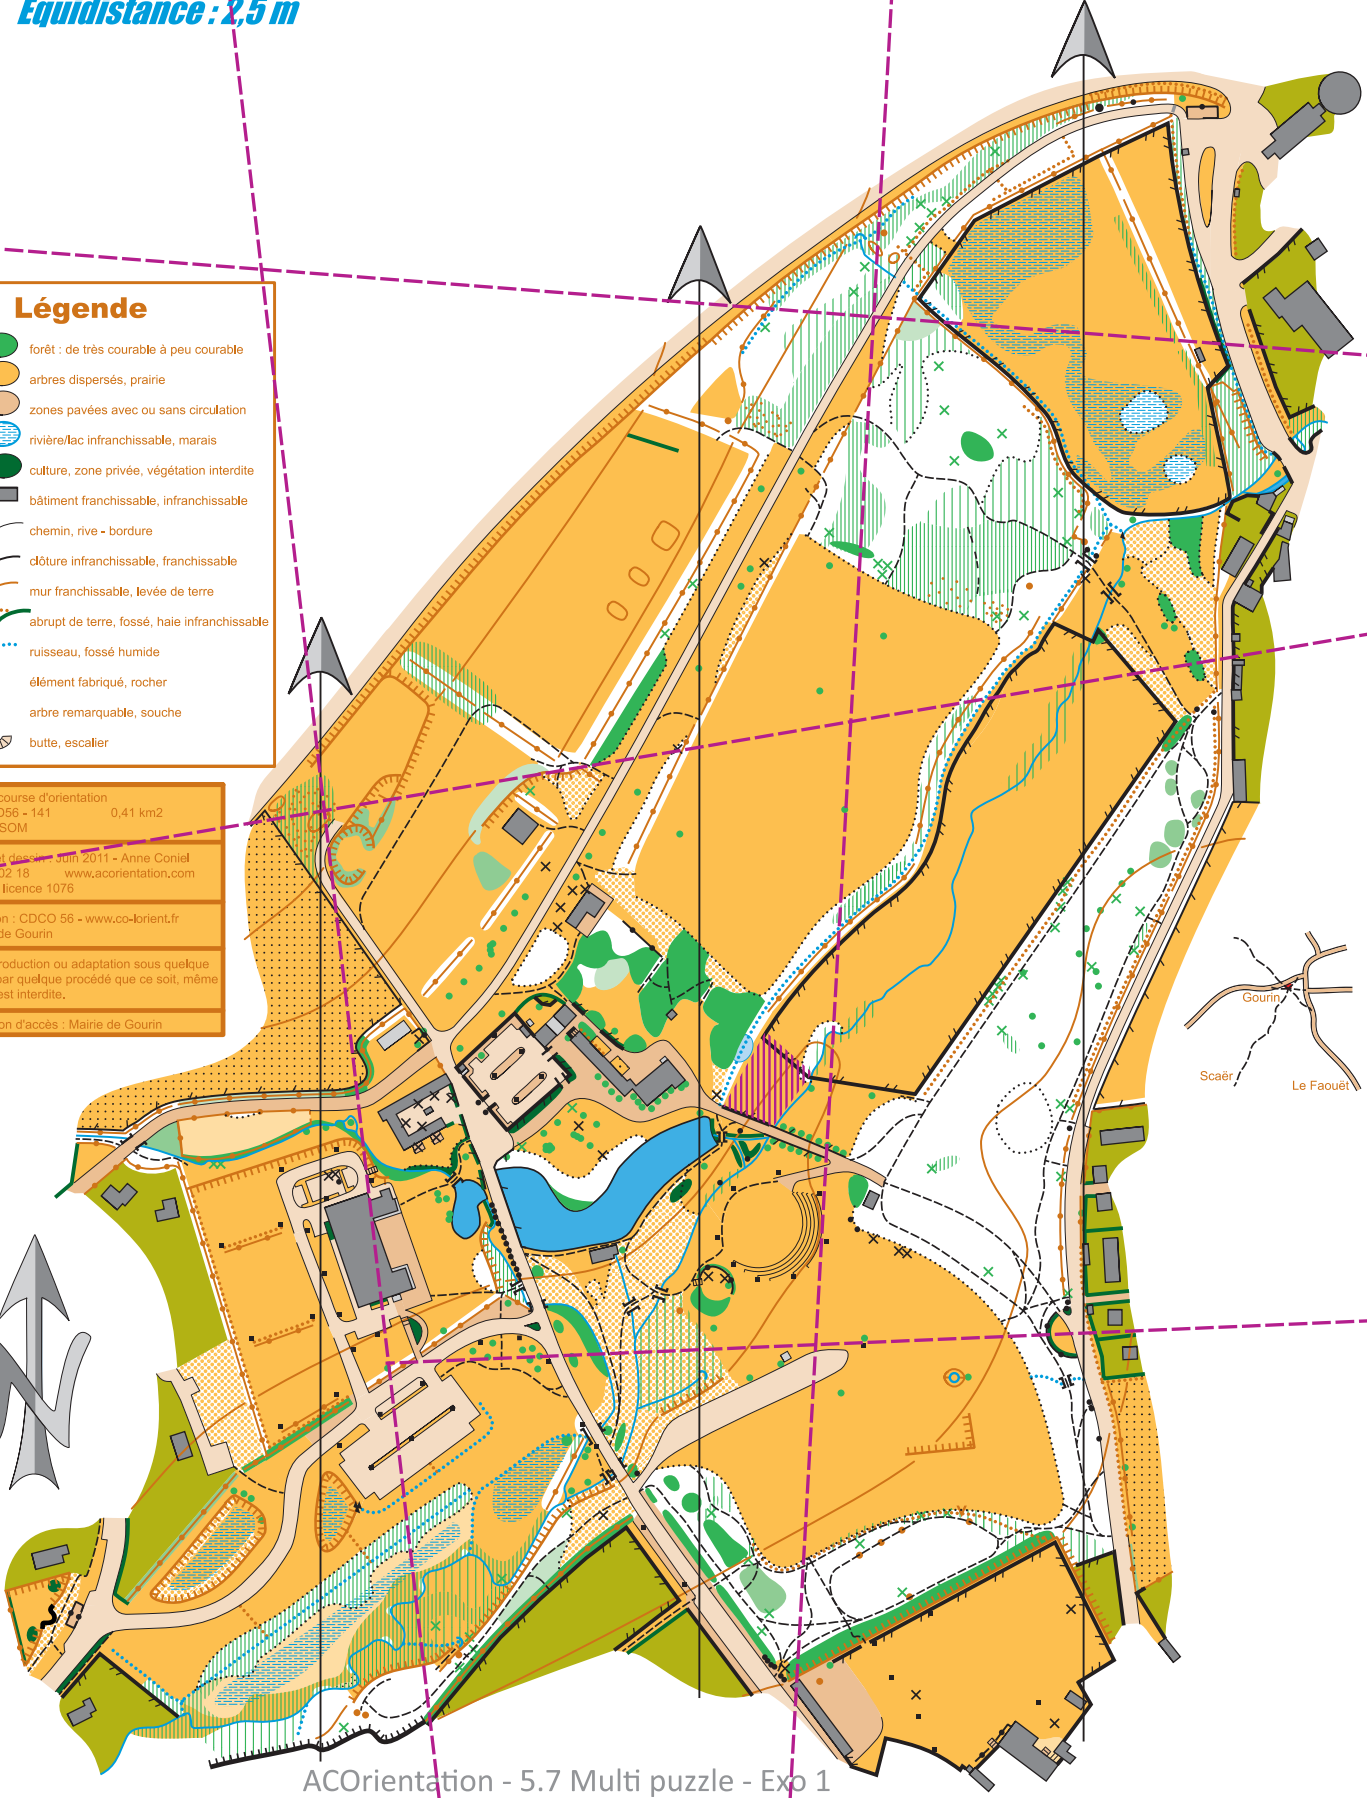 Equidistance : 2,5 m
Légende
forêt : de très courable à peu courable
arbres dispersés, prairie
zones pavées avec ou sans circulation
rivière/lac infranchissable, marais
culture, zone privée, végétation interdite
bâtiment franchissable, infranchissable
chemin, rive - bordure
clôture infranchissable, franchissable
mur franchissable, levée de terre
abrupt de terre, fossé, haie infranchissable
ruisseau, fossé humide
élément fabriqué, rocher
arbre remarquable, souche
butte, escalier
course d'orientation
D56 - 141 0,41 km2
SOM
et dessin : Juin 2011 - Anne Coniel
02 18 www.acorientation.com
licence 1076
on : CDCO 56 - www.co-lorient.fr
de Gourin
roduction ou adaptation sous quelque
par quelque procédé que ce soit, même
est interdite.
on d'accès : Mairie de Gourin
Gourin
Scaër
Le Faouët
N
ACOrientation - 5.7 Multi puzzle - Exo 1